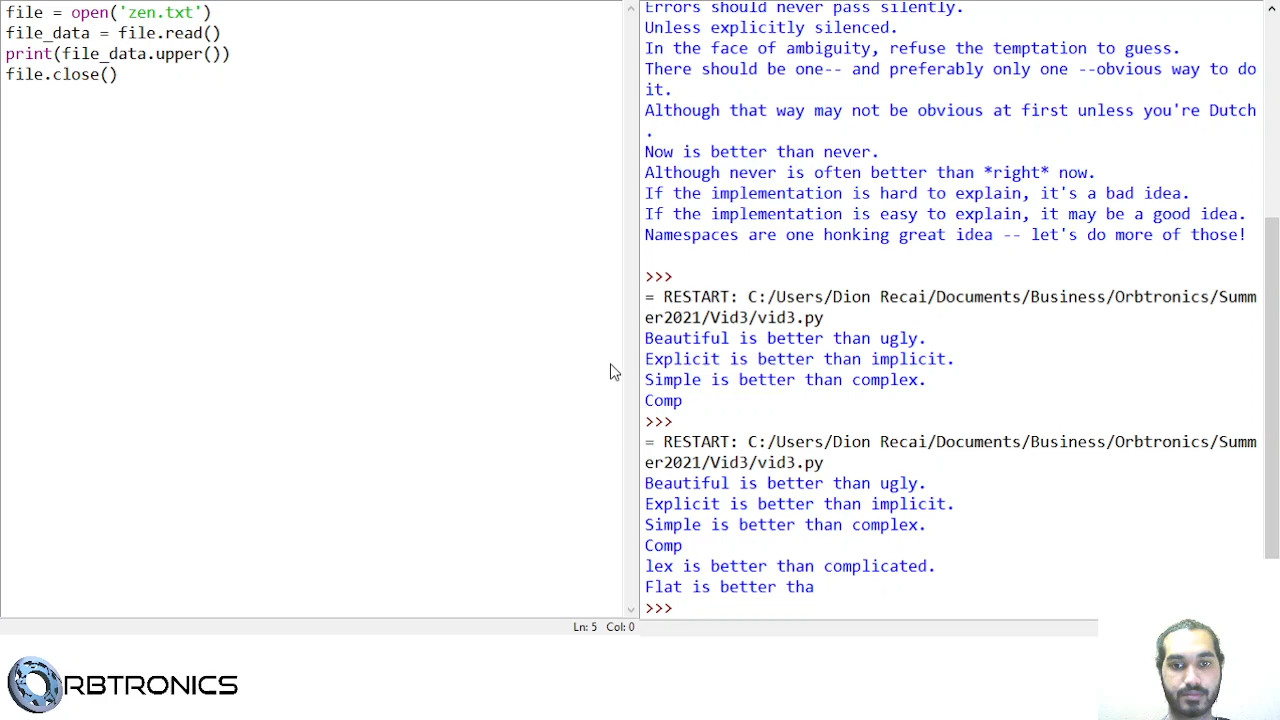 file = open('zen.txt')
file_data = file.read()
print(file_data.upper())
file.close()
Errors should never pass silently.
Unless explicitly silenced.
In the face of ambiguity, refuse the temptation to guess.
There should be one-- and preferably only one --obvious way to do
it.
Although that way may not be obvious at first unless you're Dutch
.
Now is better than never.
Although never is often better than *right* now.
If the implementation is hard to explain, it's a bad idea.
If the implementation is easy to explain, it may be a good idea.
Namespaces are one honking great idea -- let's do more of those!
>>>
= RESTART: C:/Users/Dion Recai/Documents/Business/Orbtronics/Summ
er2021/Vid3/vid3.py
Beautiful is better than ugly.
Explicit is better than implicit.
Simple is better than complex.
Comp
>>>
= RESTART: C:/Users/Dion Recai/Documents/Business/Orbtronics/Summ
er2021/Vid3/vid3.py
Beautiful is better than ugly.
Explicit is better than implicit.
Simple is better than complex.
Comp
lex is better than complicated.
Flat is better tha
>>>
Ln: 5 Col: 0
ORBTRONICS